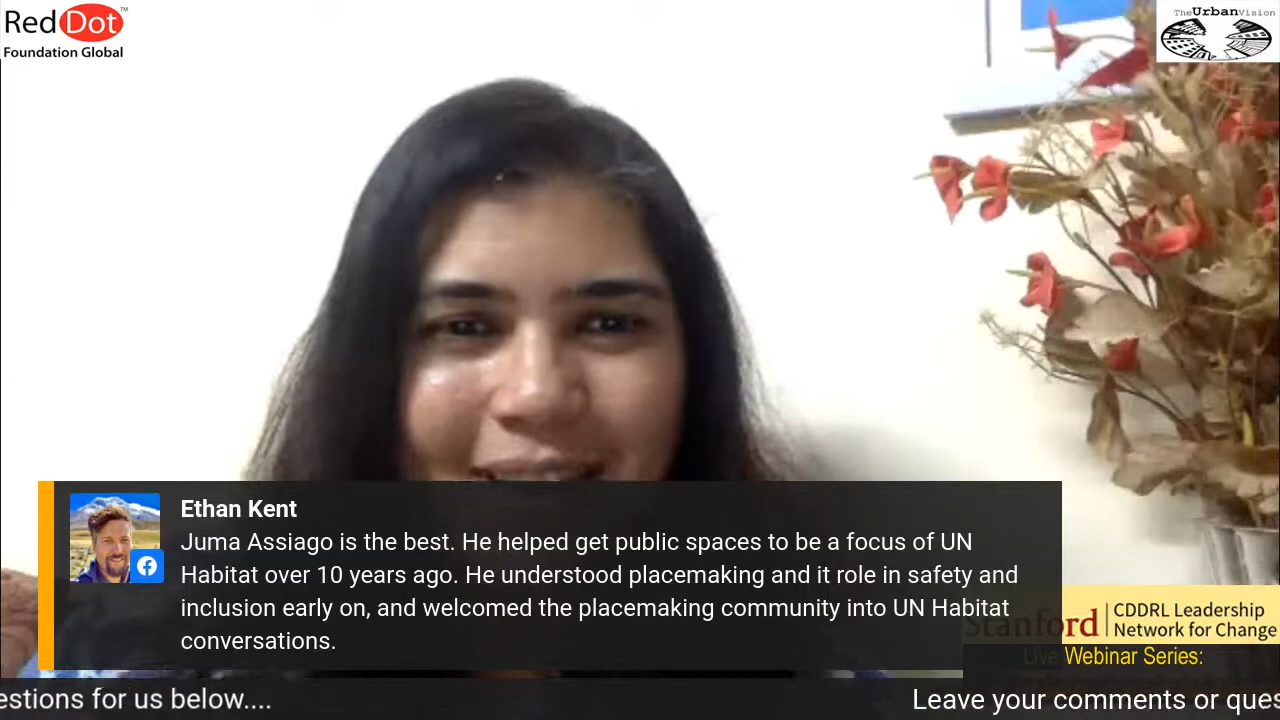 RedDot™
Foundation Global
TheUrbanVision
Ethan Kent
Juma Assiago is the best. He helped get public spaces to be a focus of UN
Habitat over 10 years ago. He understood placemaking and it role in safety and
inclusion early on, and welcomed the placemaking community into UN Habitat
conversations.
Stanford
CDDRL Leadership
Network for Change
Live Webinar Series:
estions for us below....
Leave your comments or ques